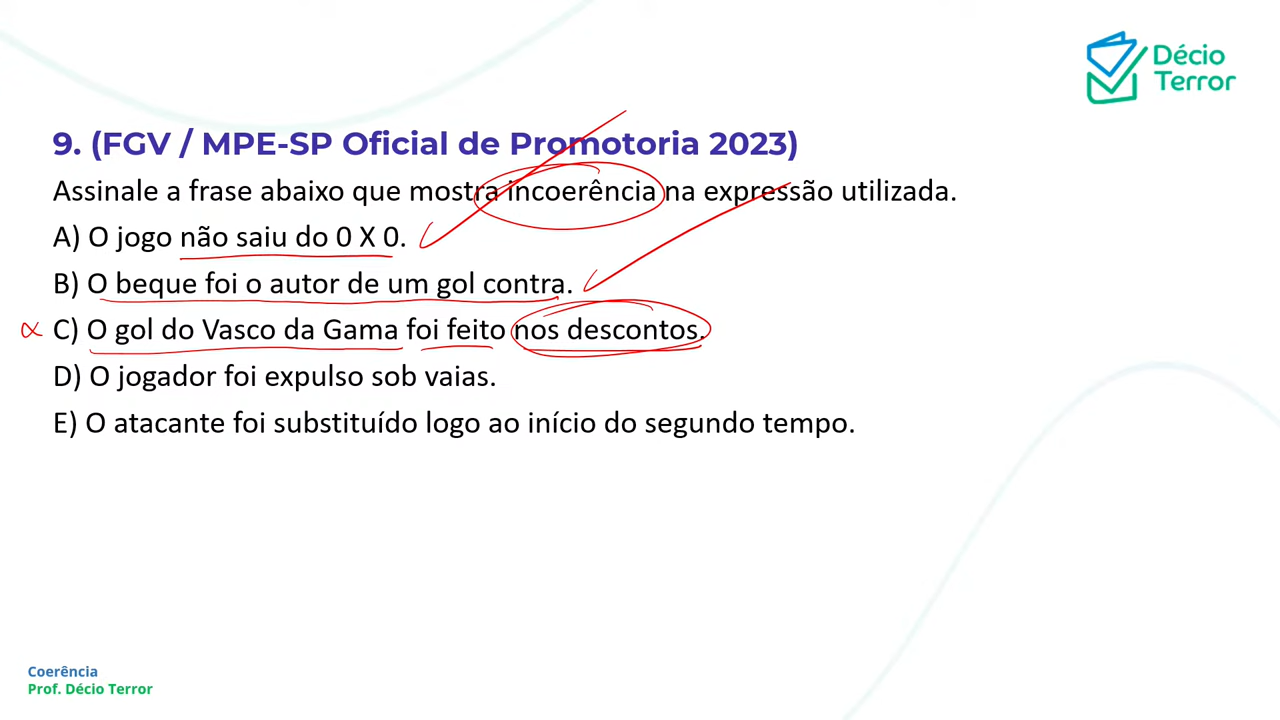 Décio
Terror
9. (FGV / MPE-SP Oficial de Promotoria 2023)
Assinale a frase abaixo que mostra incoerência na expressão utilizada.
A) O jogo não saiu do 0 X 0.
B) O beque foi o autor de um gol contra.
C) O gol do Vasco da Gama foi feito nos descontos.
D) O jogador foi expulso sob vaias.
E) O atacante foi substituído logo ao início do segundo tempo.
Coerência
Prof. Décio Terror